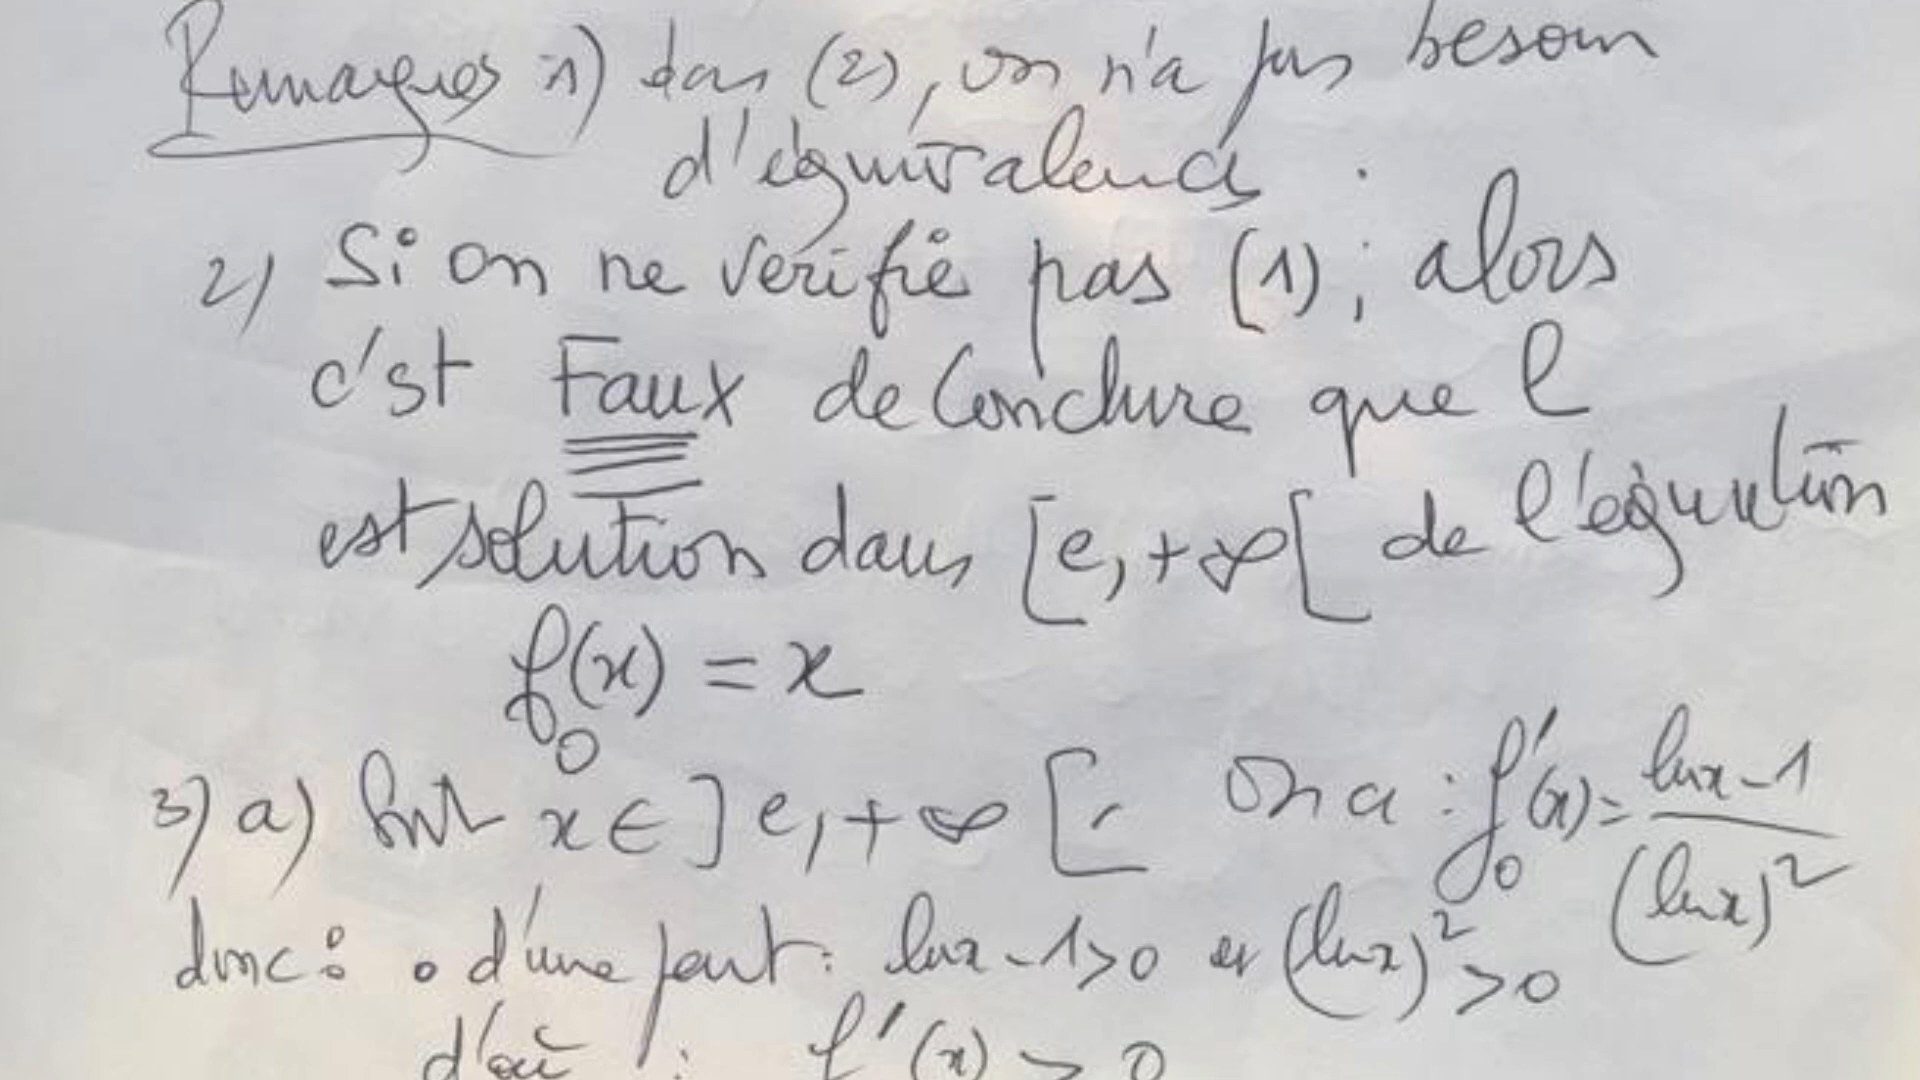 Remarques 1) dans (2), on n'a pas besoin
d'équivalence.
2) Si on ne vérifie pas (1), alors
c'st Faux de conclure que l
est solution dans [e,+∞[ de l'équation
f₀(x) = x
3) a) Soit x ∈ ]e,+∞[. On a : f₀'(x) = (lnx-1)/(lnx)²
donc : • d'une part : lnx-1>0 et (lnx)²>0
d'où : f'(x) > 0